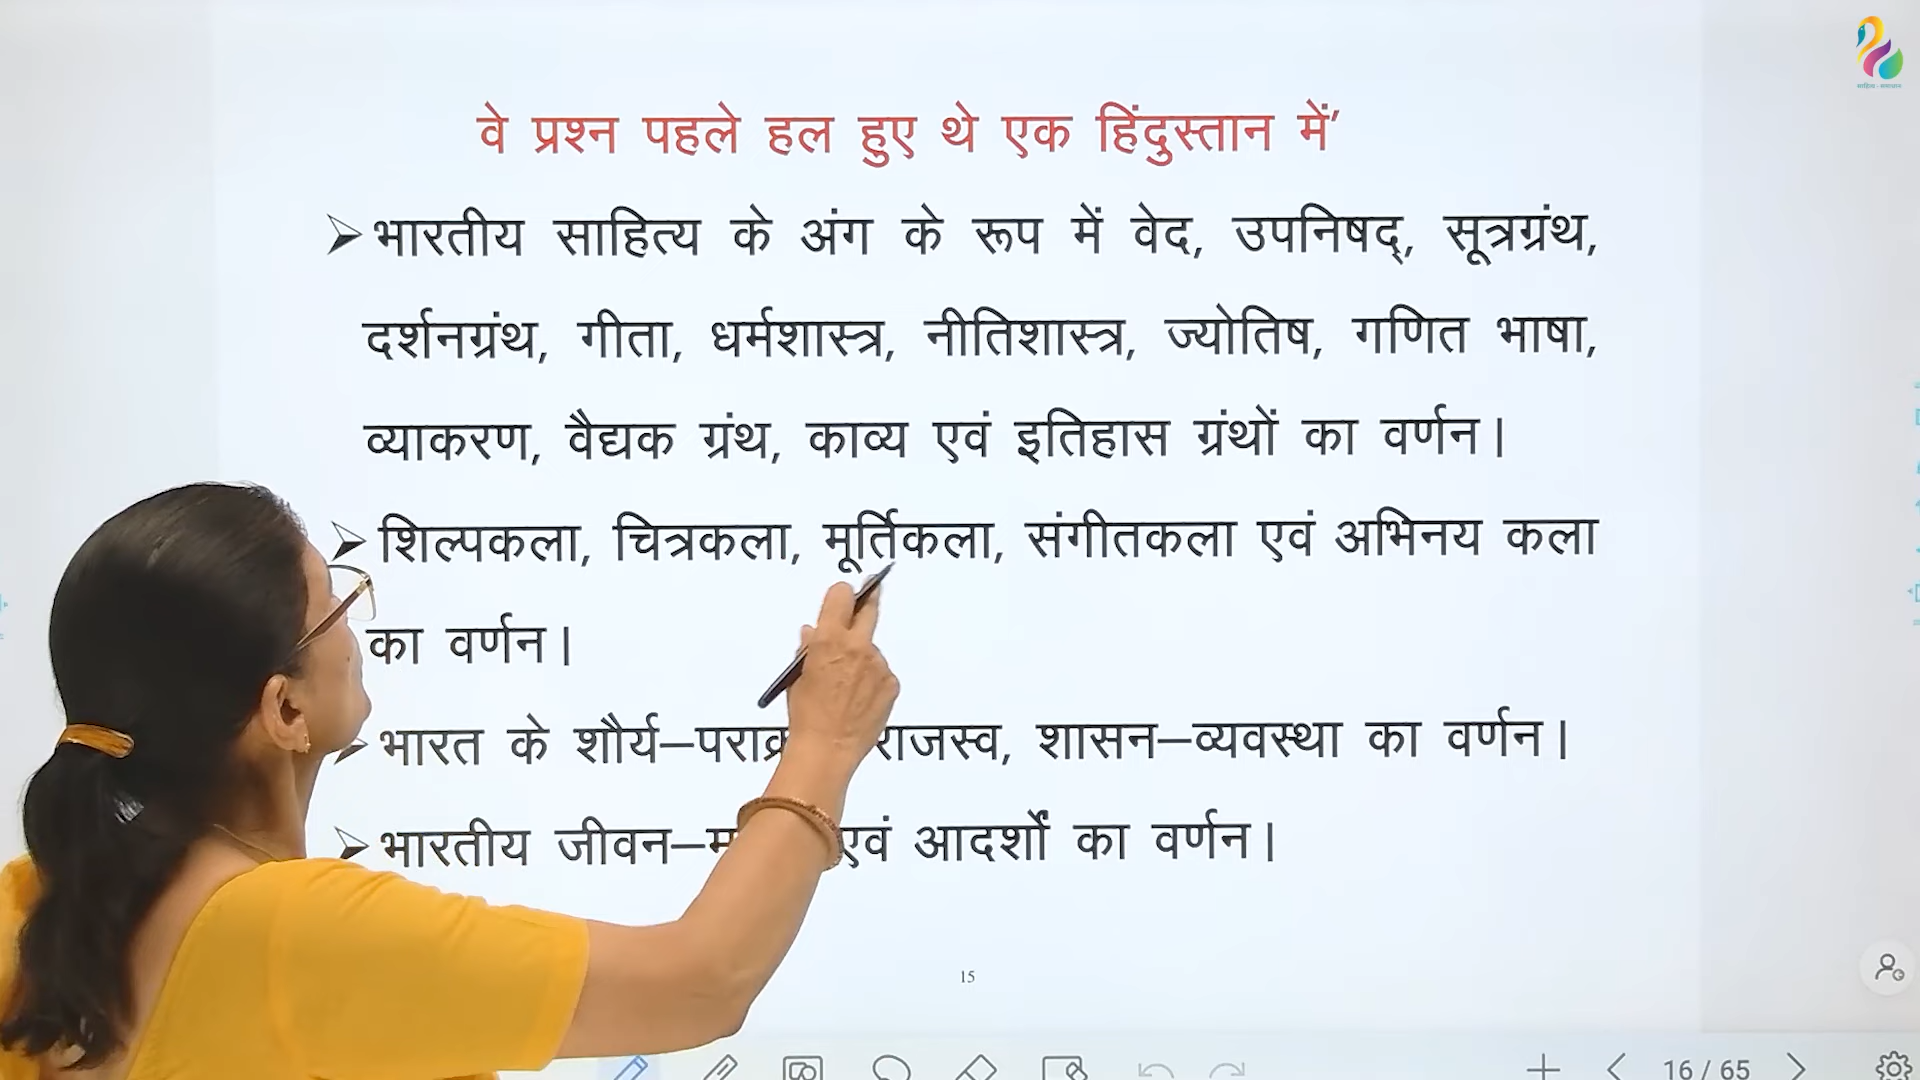 वे प्रश्न पहले हल हुए थे एक हिंदुस्तान में’
➢भारतीय साहित्य के अंग के रूप में वेद, उपनिषद्, सूत्रग्रंथ,
दर्शनग्रंथ, गीता, धर्मशास्त्र, नीतिशास्त्र, ज्योतिष, गणित भाषा,
व्याकरण, वैद्यक ग्रंथ, काव्य एवं इतिहास ग्रंथों का वर्णन।
➢शिल्पकला, चित्रकला, मूर्तिकला, संगीतकला एवं अभिनय कला
का वर्णन।
➢भारत के शौर्य–राजस्व, शासन–व्यवस्था का वर्णन।
➢भारतीय जीवन–एवं आदर्शों का वर्णन।
15
16 / 65